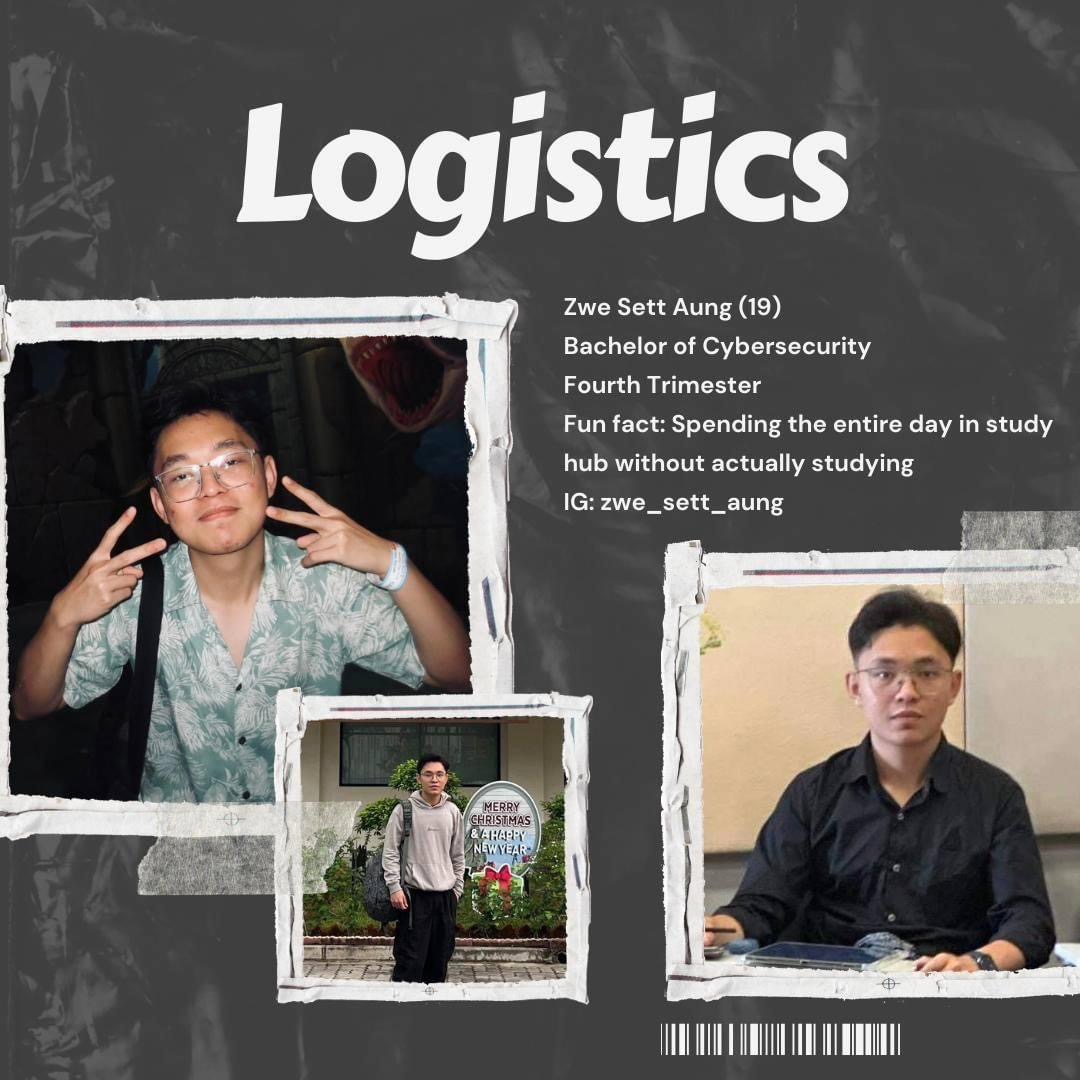 Logistics
Zwe Sett Aung (19)
Bachelor of Cybersecurity
Fourth Trimester
Fun fact: Spending the entire day in study
hub without actually studying
IG: zwe_sett_aung
MERRY
CHRISTMAS
& A HAPPY
NEW YEAR